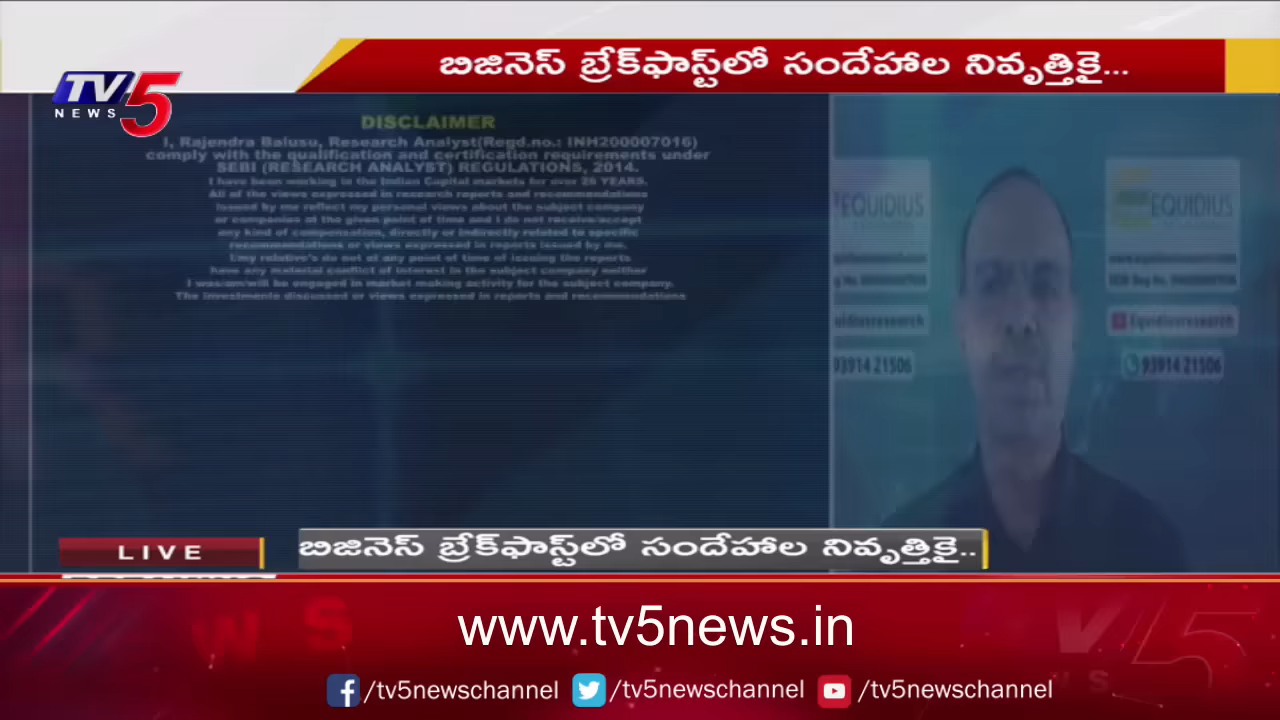 బిజినెస్ బ్రేక్‌ఫాస్ట్‌లో సందేహాల నివృత్తికై...
TV5
NEWS
DISCLAIMER
I, Rajendra Balusu, Research Analyst(Regd.no.: INH200007016)
comply with the qualification and certification requirements under
SEBI (RESEARCH ANALYST) REGULATIONS, 2014.
I have been working in the Indian Capital markets for over 26 YEARS.
All of the views expressed in research reports and recommendations
issued by me reflect my personal views about the subject company
or companies at the given point of time and I do not receive/accept
any kind of compensation, directly or indirectly related to specific
recommendations or views expressed in reports issued by me.
I/my relative's do not at any point of time of issuing the reports
have any material conflict of interest in the subject company neither
I was/am/will be engaged in market making activity for the subject company.
The investments discussed or views expressed in reports and recommendations
EQUIDIUS
EQUIDIUS
Equidiusresearch
93914 21506
93914 21506
LIVE
బిజినెస్ బ్రేక్‌ఫాస్ట్‌లో సందేహాల నివృత్తికై..
www.tv5news.in
/tv5newschannel
/tv5newschannel
/tv5newschannel